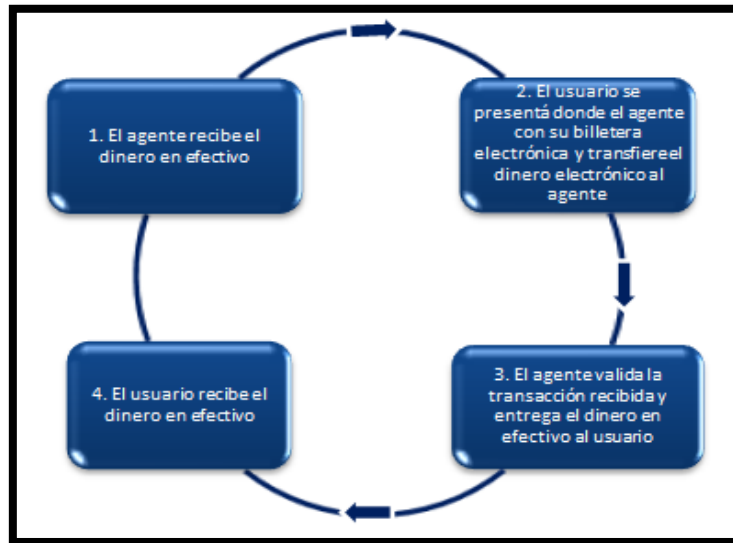 1. El agente recibe el
dinero en efectivo
2. El usuario se
presentá donde el agente
con su billetera
electrónica y transfiereel
dinero electrónico al
agente
3. El agente valida la
transacción recibida y
entrega el dinero en
efectivo al usuario
4. El usuario recibe el
dinero en efectivo